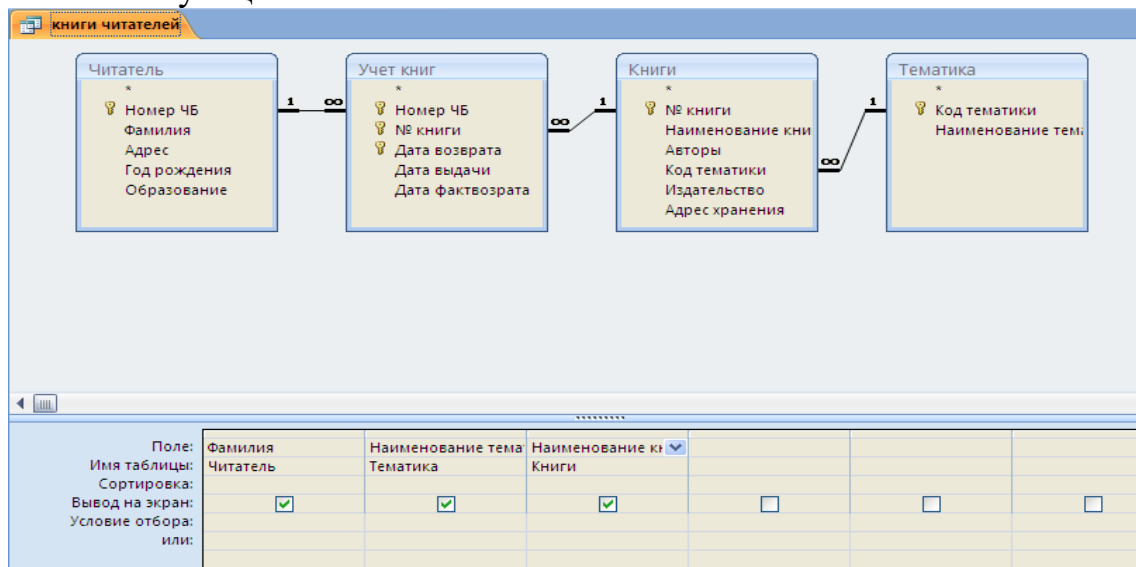 книги читателей
Читатель
*
Номер ЧБ
Фамилия
Адрес
Год рождения
Образование
1 ∞
Учет книг
*
Номер ЧБ
№ книги
Дата возврата
Дата выдачи
Дата фактвозрата
∞ 1
Книги
*
№ книги
Наименование кни
Авторы
Код тематики
Издательство
Адрес хранения
∞ 1
Тематика
*
Код тематики
Наименование тема
Поле: Фамилия Наименование темат Наименование кн
Имя таблицы: Читатель Тематика Книги
Сортировка:
Вывод на экран:
Условие отбора:
или: